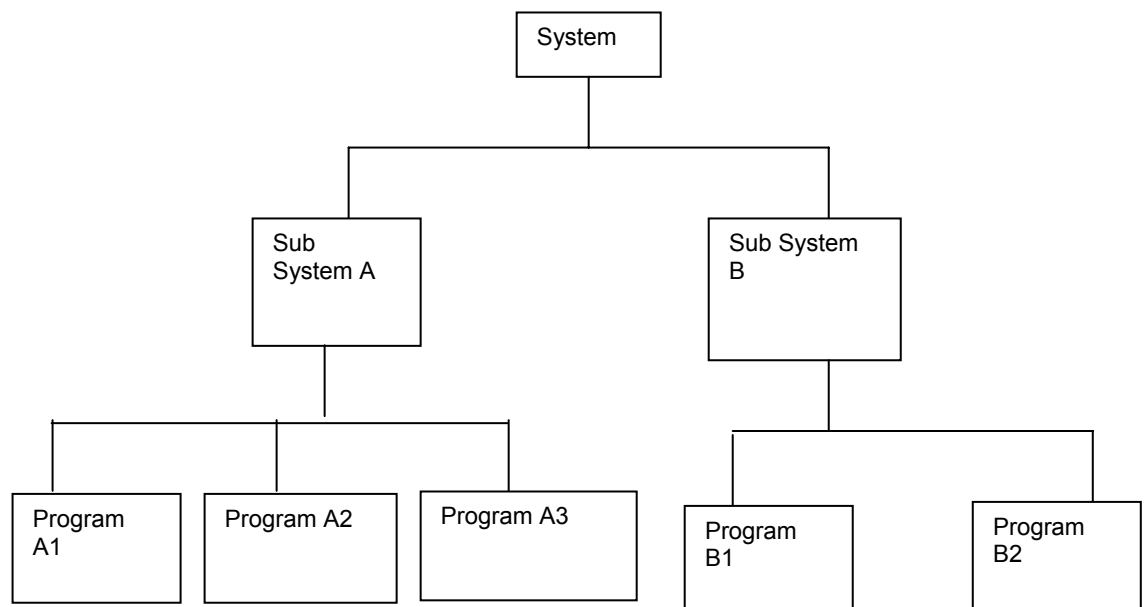 System
Sub
System A
Sub System
B
Program
A1
Program A2
Program A3
Program
B1
Program
B2